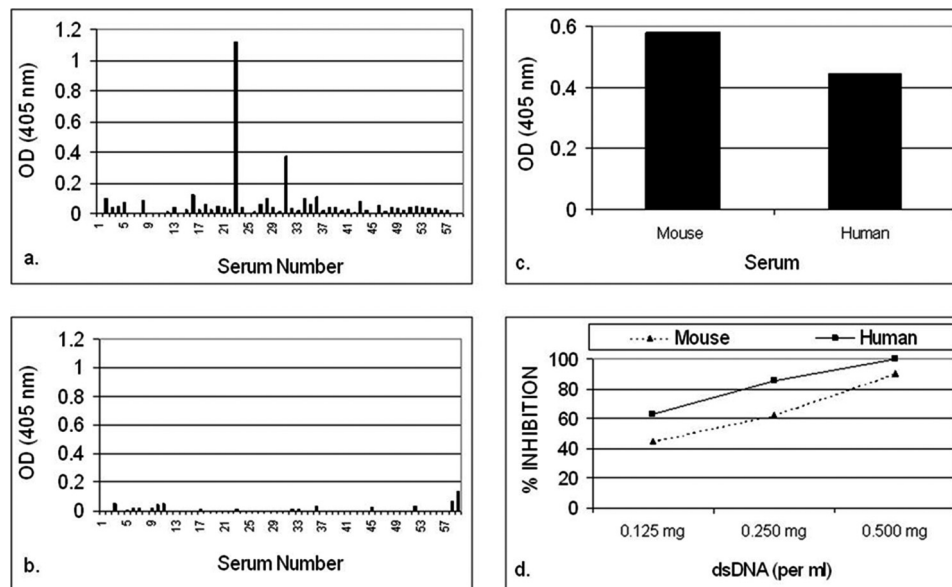 1.2
1
0.8
0.6
0.4
0.2
0
OD (405 nm)
1 5 9 13 17 21 25 29 33 37 41 45 49 53 57
a. Serum Number
0.6
0.4
0.2
0
OD (405 nm
Mouse Human
c. Serum
1.2
1
0.8
0.6
0.4
0.2
0
OD (405 nm)
1 5 9 13 17 21 25 29 33 37 41 45 49 53 57
b. Serum Number
Mouse Human
100
80
60
40
20
0
% INHIBITION
0.125 mg 0.250 mg 0.500 mg
d. dsDNA (per ml)